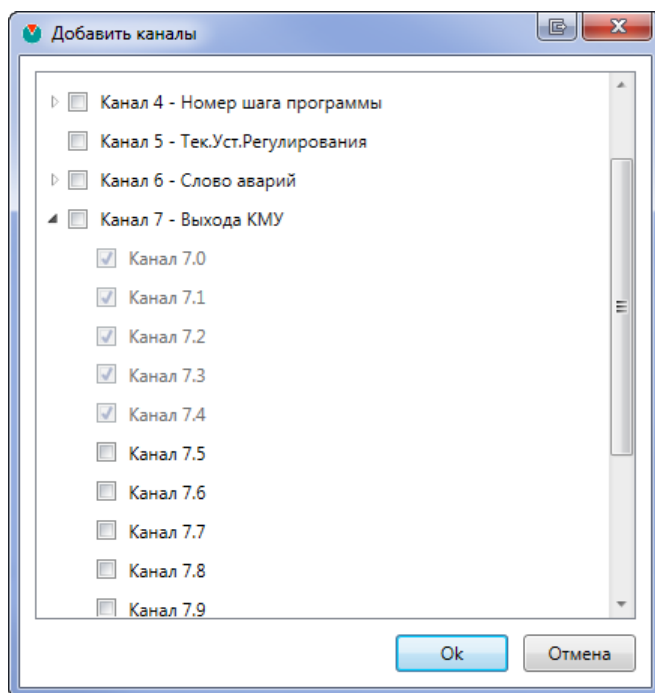 Добавить каналы
Канал 4 - Номер шага программы
Канал 5 - Тек.Уст.Регулирования
Канал 6 - Слово аварий
Канал 7 - Выхода КМУ
Канал 7.0
Канал 7.1
Канал 7.2
Канал 7.3
Канал 7.4
Канал 7.5
Канал 7.6
Канал 7.7
Канал 7.8
Канал 7.9
Ok Отмена